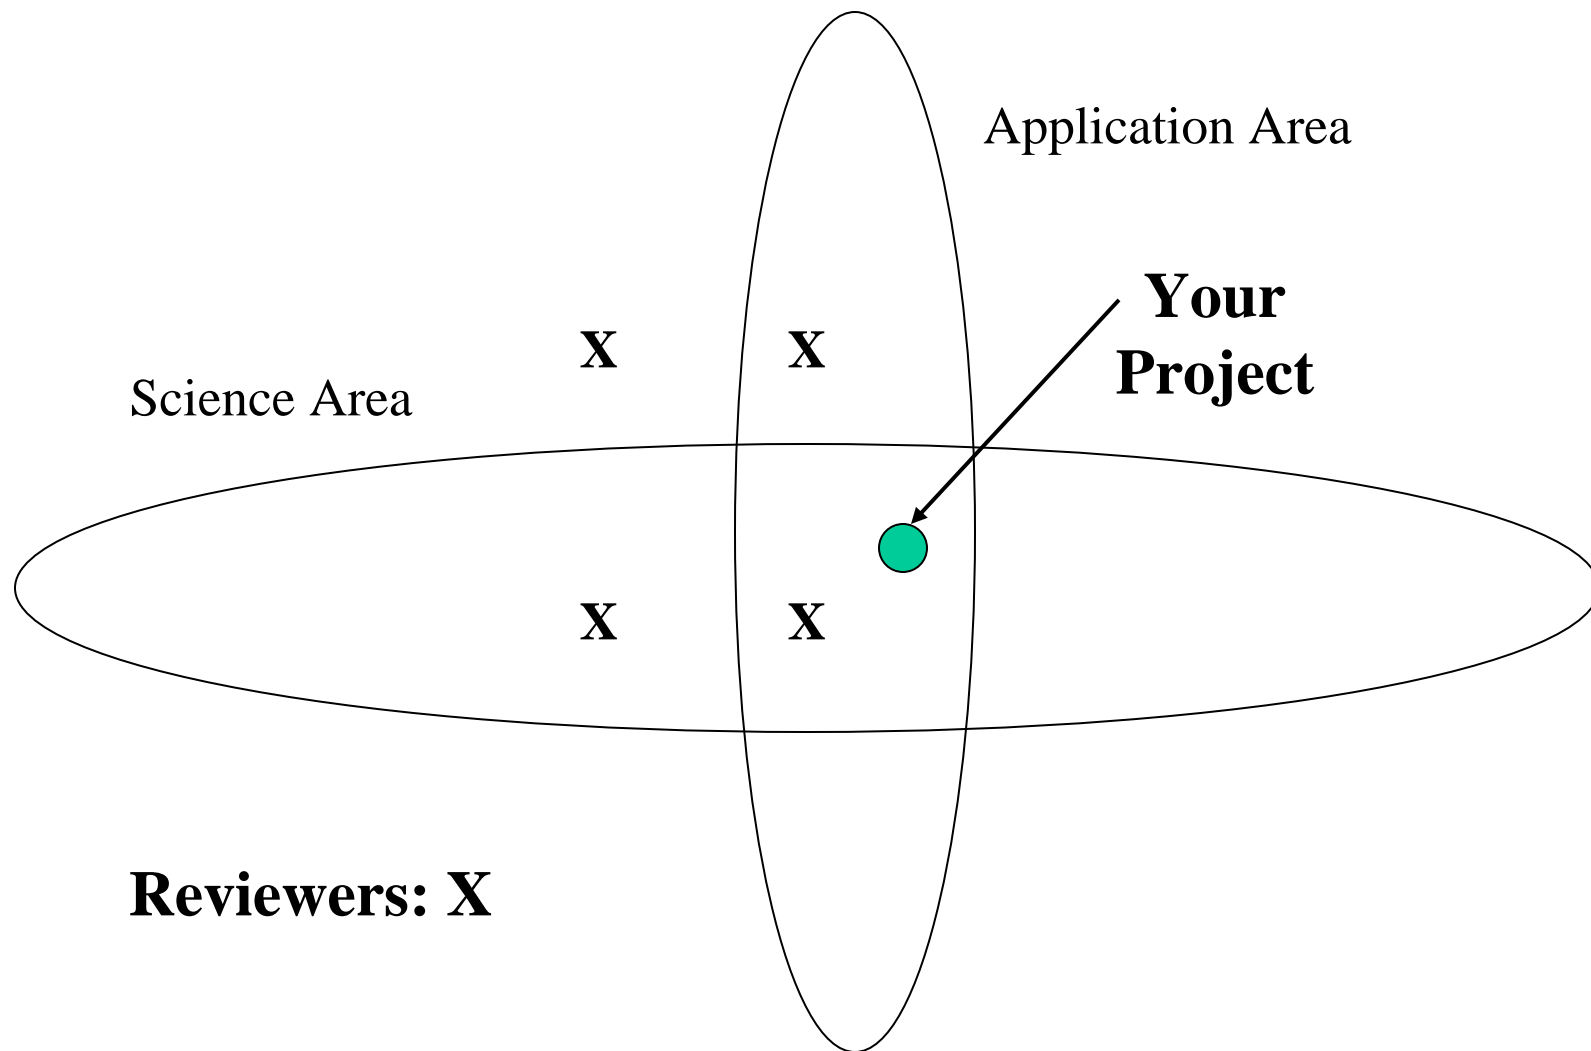 Application Area
Your
Project
X X
Science Area
X X
Reviewers: X